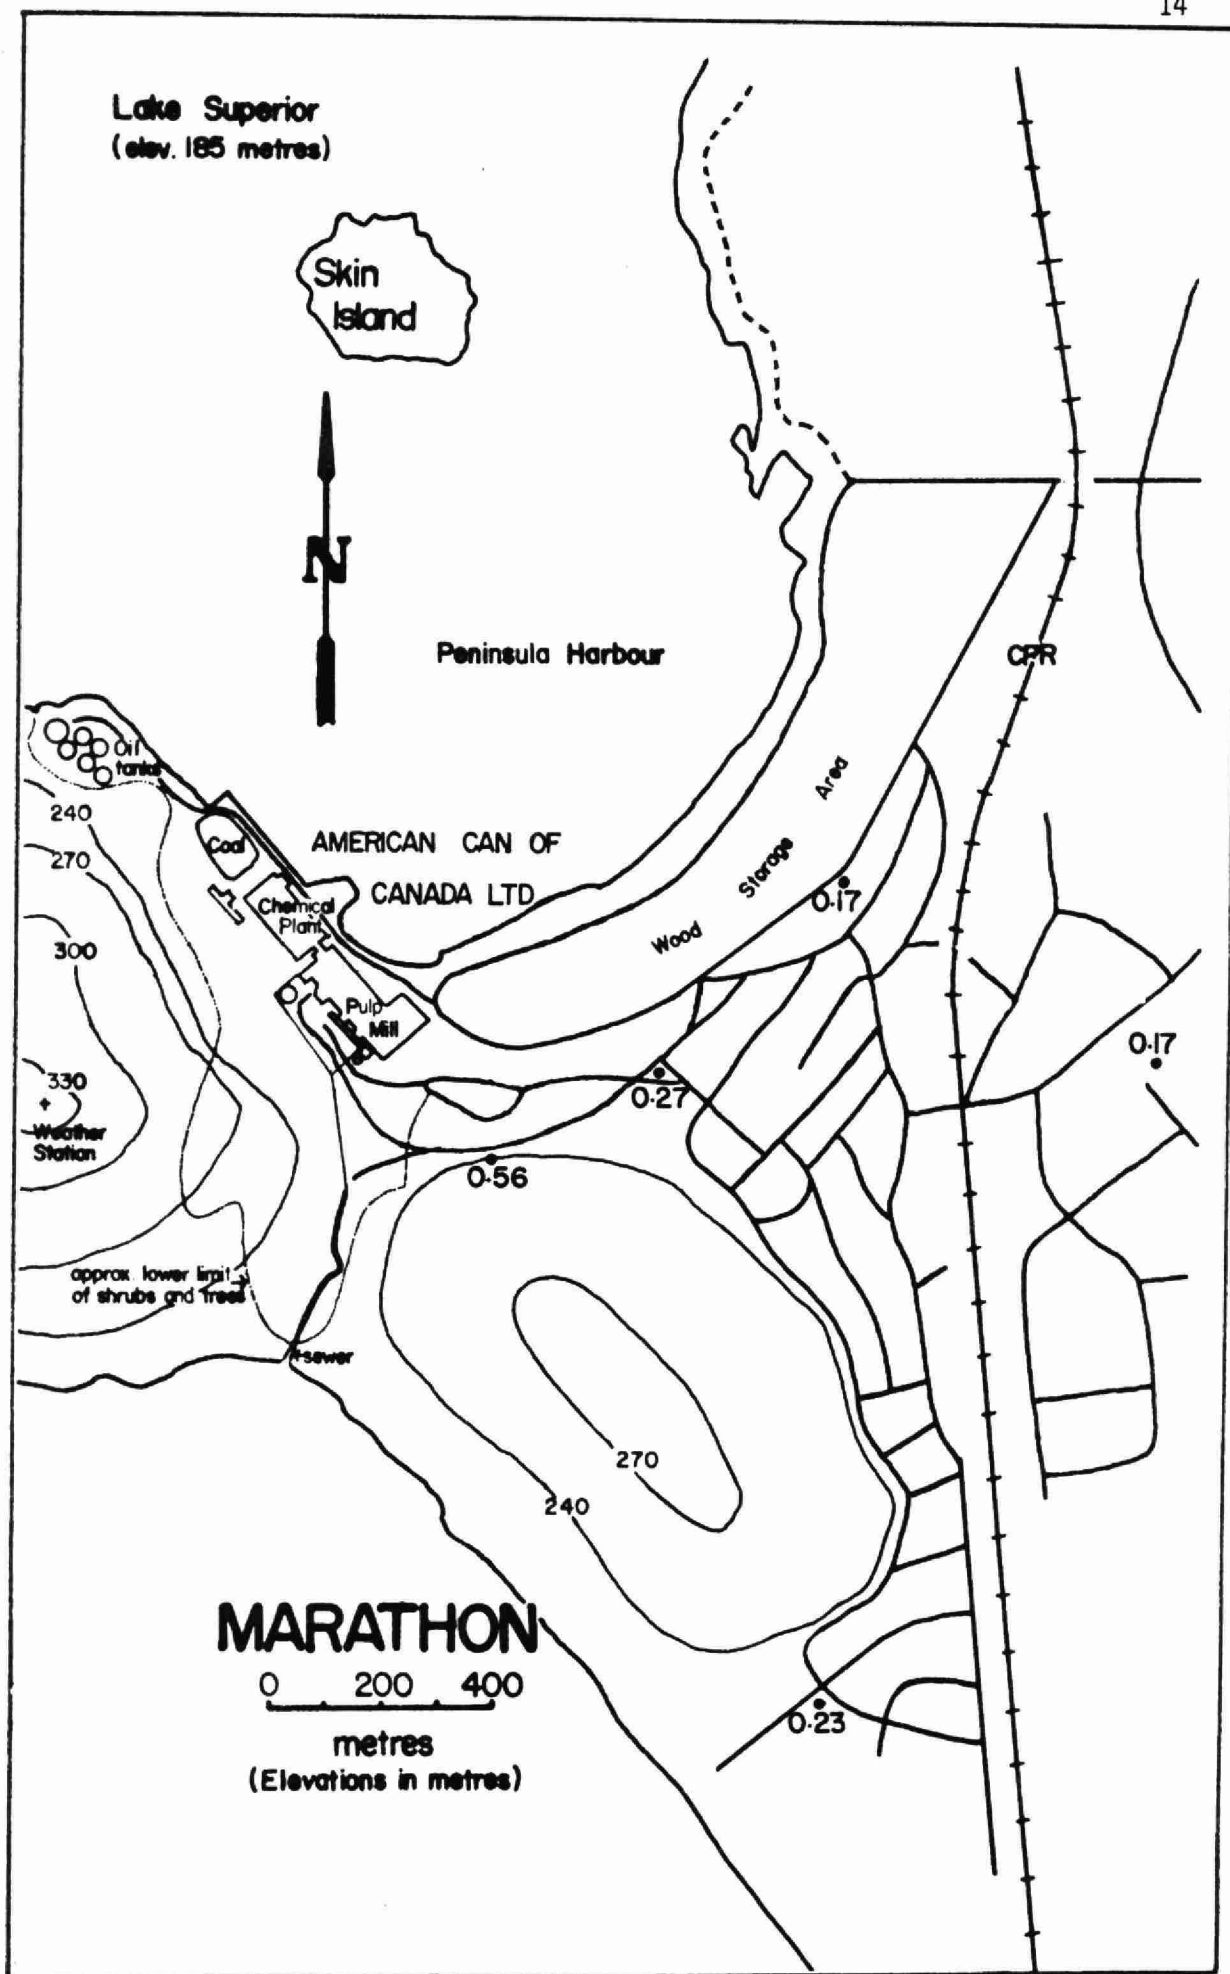 14
Lake Superior
(elev. 185 metres)
Skin
Island
N
Peninsula Harbour
CPR
Oil
tanks
240
270
300
330
Coal
AMERICAN CAN OF
CANADA LTD
Chemical
Plant
Pulp
Mill
Wood Storage Area
0.17
0.17
0.27
0.56
Weather
Station
approx. lower limit
of shrubs and trees
sewer
270
240
MARATHON
0 200 400
metres
(Elevations in metres)
0.23